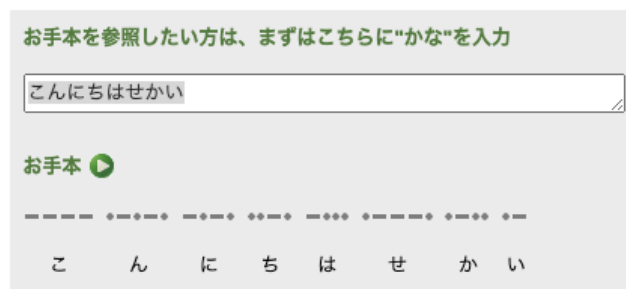 お手本を参照したい方は、まずはこちらに"かな"を入力
こんにちはせかい
お手本
---- ・-・-・ -・-・ ・・-・ -・・・ ・---・ ・-・・ ・-
こ ん に ち は せ か い